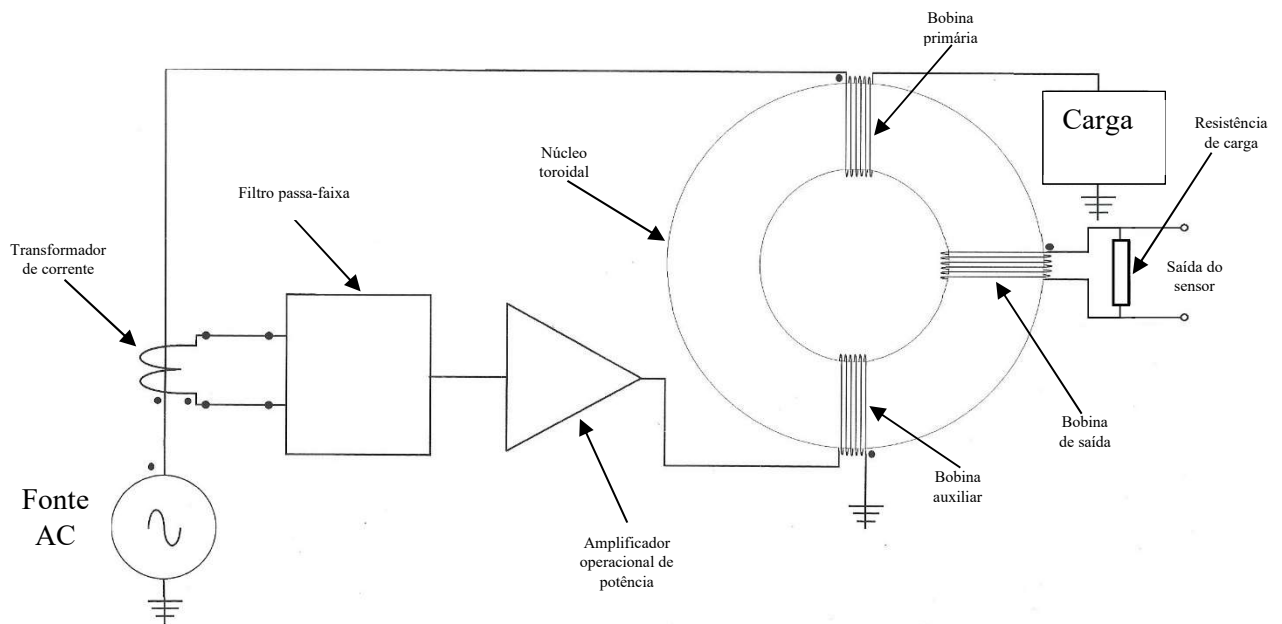 Bobina
primária
Carga
Resistência
de carga
Núcleo
toroidal
Filtro passa-faixa
Transformador
de corrente
Saída do
sensor
Bobina
de saída
Bobina
auxiliar
Fonte
AC
Amplificador
operacional de
potência